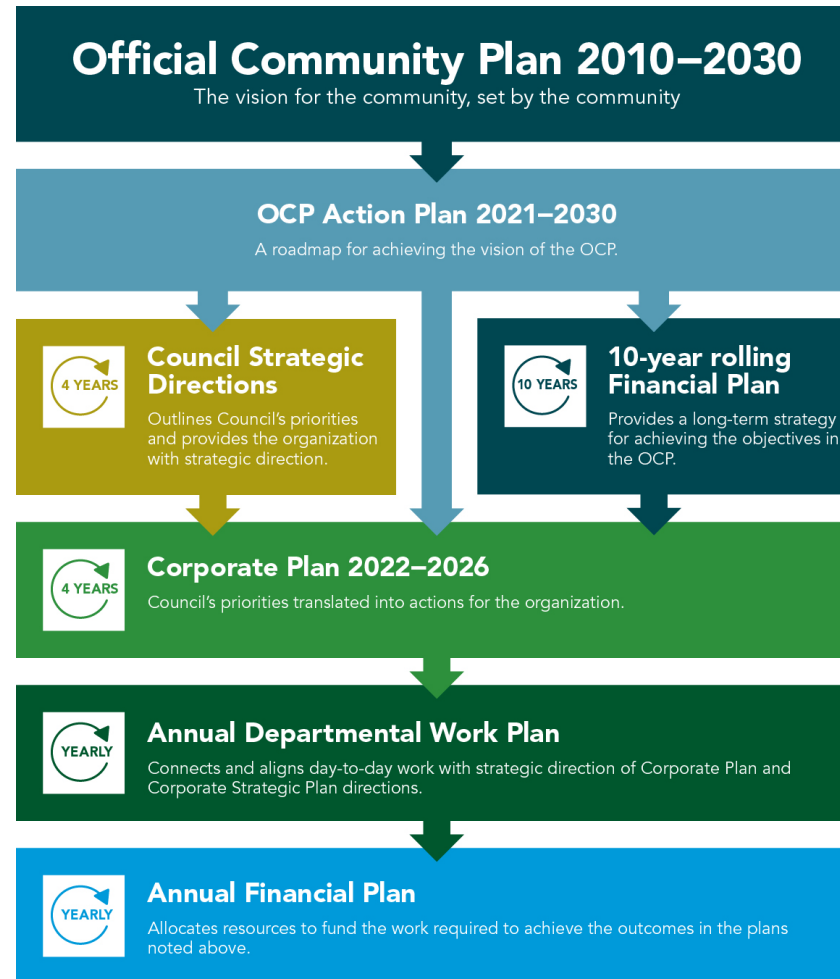 Official Community Plan 2010–2030
The vision for the community, set by the community
OCP Action Plan 2021–2030
A roadmap for achieving the vision of the OCP.
4 YEARS
Council Strategic
Directions
Outlines Council’s priorities
and provides the organization
with strategic direction.
10 YEARS
10-year rolling
Financial Plan
Provides a long-term strategy
for achieving the objectives in
the OCP.
4 YEARS
Corporate Plan 2022–2026
Council’s priorities translated into actions for the organization.
YEARLY
Annual Departmental Work Plan
Connects and aligns day-to-day work with strategic direction of Corporate Plan and
Corporate Strategic Plan directions.
YEARLY
Annual Financial Plan
Allocates resources to fund the work required to achieve the outcomes in the plans
noted above.